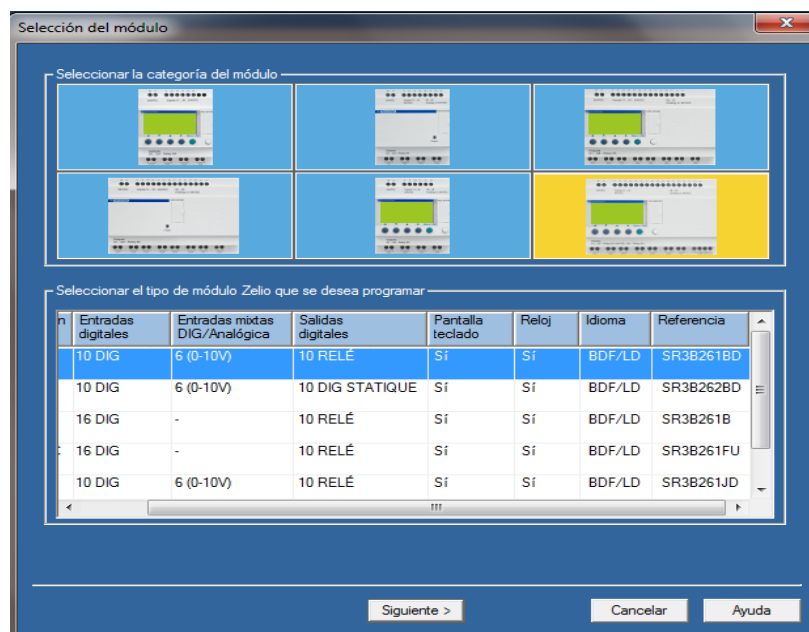 Selección del módulo
Seleccionar la categoría del módulo
Seleccionar el tipo de módulo Zelio que se desea programar
n Entradas digitales Entradas mixtas DIG/Analógica Salidas digitales Pantalla teclado Reloj Idioma Referencia
10 DIG 6 (0-10V) 10 RELÉ Sí Sí BDF/LD SR3B261BD
10 DIG 6 (0-10V) 10 DIG STATIQUE Sí Sí BDF/LD SR3B262BD
16 DIG - 10 RELÉ Sí Sí BDF/LD SR3B261B
16 DIG - 10 RELÉ Sí Sí BDF/LD SR3B261FU
10 DIG 6 (0-10V) 10 RELÉ Sí Sí BDF/LD SR3B261JD
Siguiente > Cancelar Ayuda